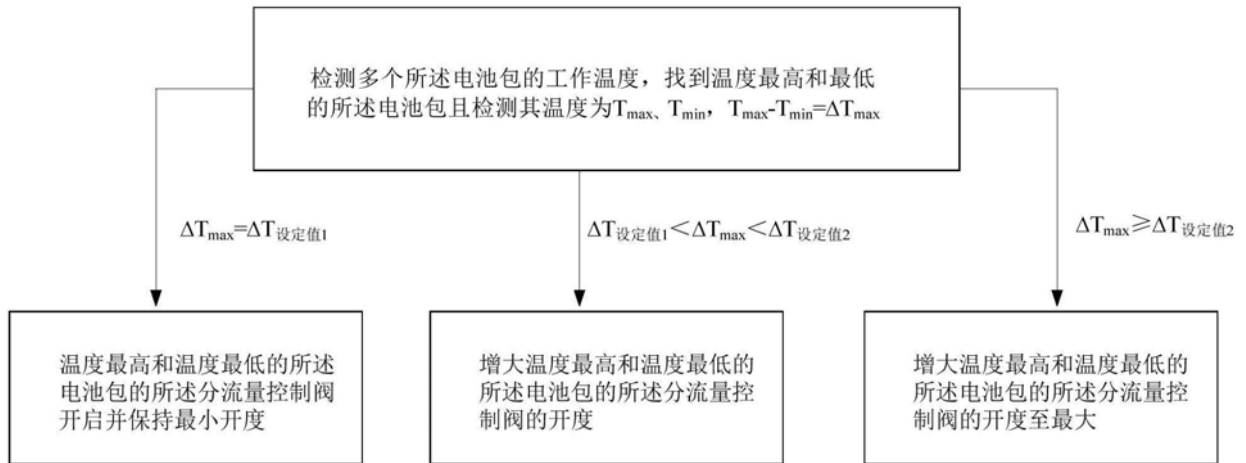 检测多个所述电池包的工作温度，找到温度最高和最低
的所述电池包且检测其温度为Tmax、Tmin，Tmax-Tmin=ΔTmax
ΔTmax=ΔT设定值1
ΔT设定值1＜ΔTmax＜ΔT设定值2
ΔTmax≥ΔT设定值2
温度最高和温度最低的所述
电池包的所述分流量控制阀
开启并保持最小开度
增大温度最高和温度最低的
所述电池包的所述分流量控
制阀的开度
增大温度最高和温度最低的
所述电池包的所述分流量控
制阀的开度至最大